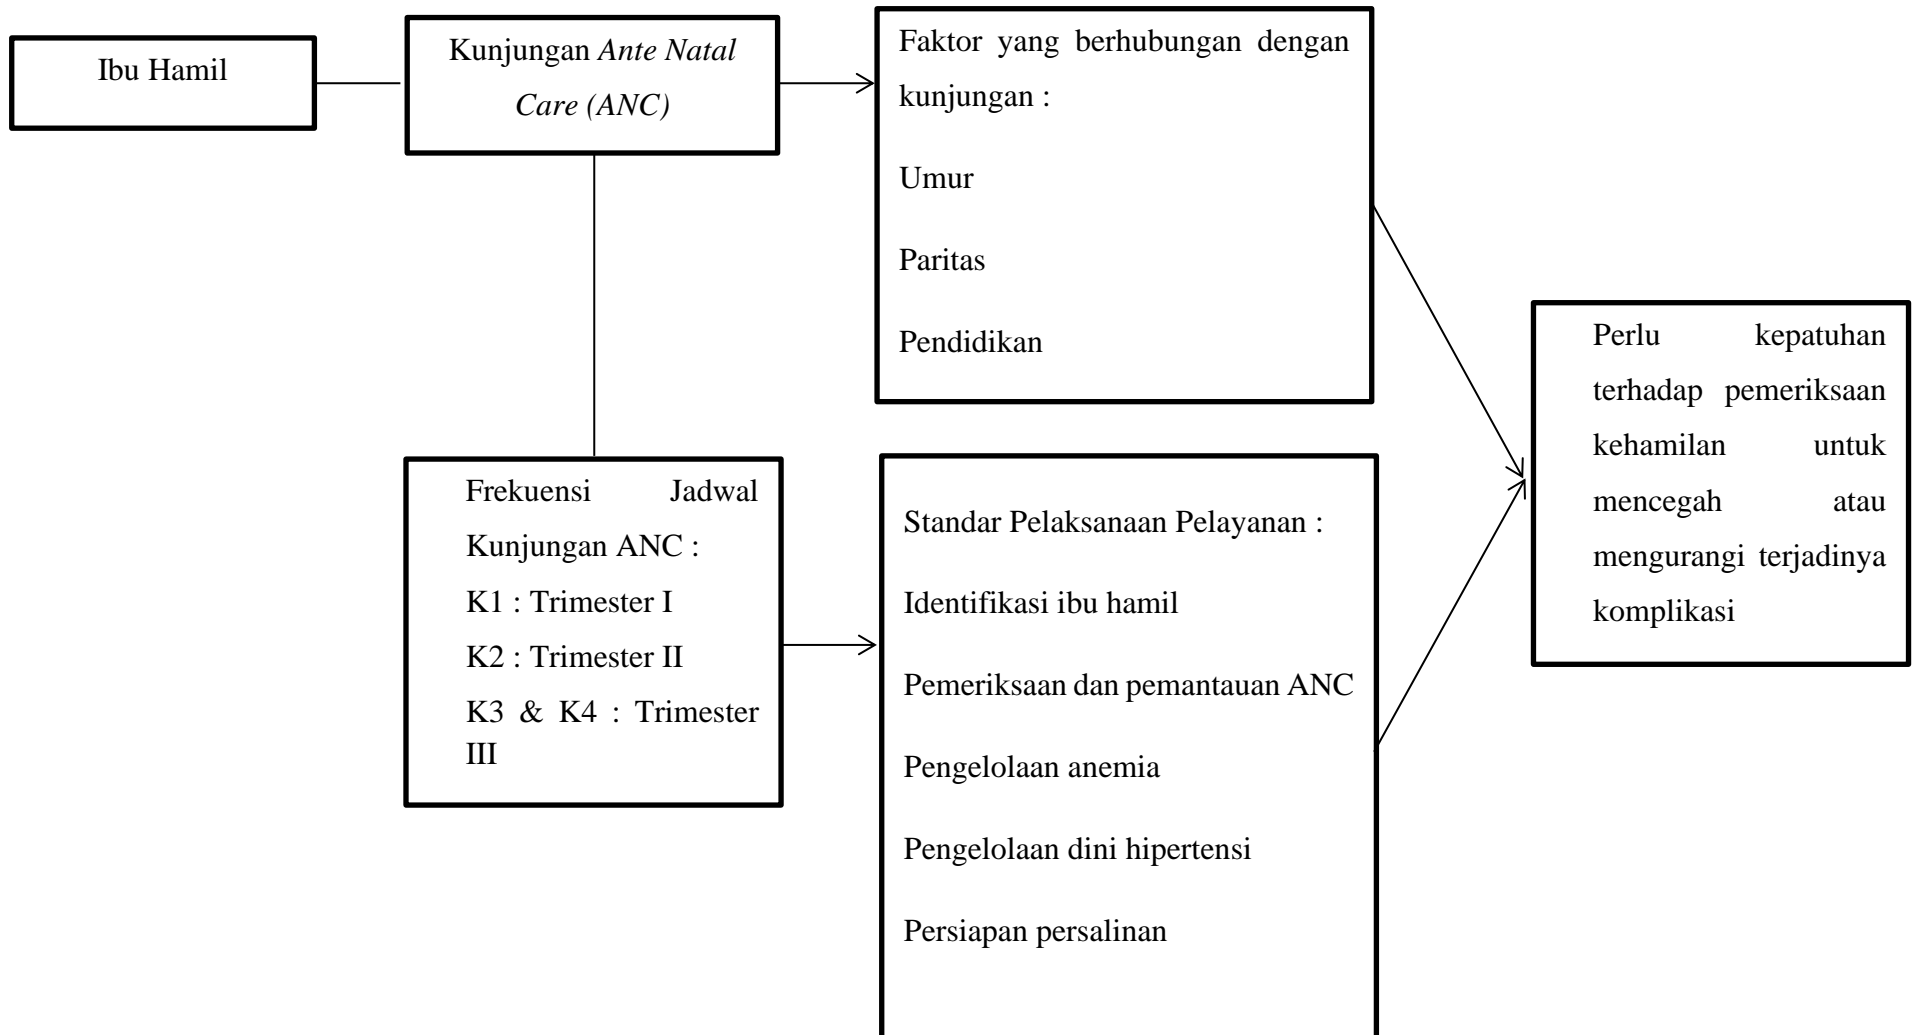 Ibu Hamil
Kunjungan Ante Natal
Care (ANC)
Faktor yang berhubungan dengan
kunjungan :
Umur
Paritas
Pendidikan
Frekuensi Jadwal
Kunjungan ANC :
K1 : Trimester I
K2 : Trimester II
K3 & K4 : Trimester
III
Standar Pelaksanaan Pelayanan :
Identifikasi ibu hamil
Pemeriksaan dan pemantauan ANC
Pengelolaan anemia
Pengelolaan dini hipertensi
Persiapan persalinan
Perlu kepatuhan
terhadap pemeriksaan
kehamilan untuk
mencegah atau
mengurangi terjadinya
komplikasi